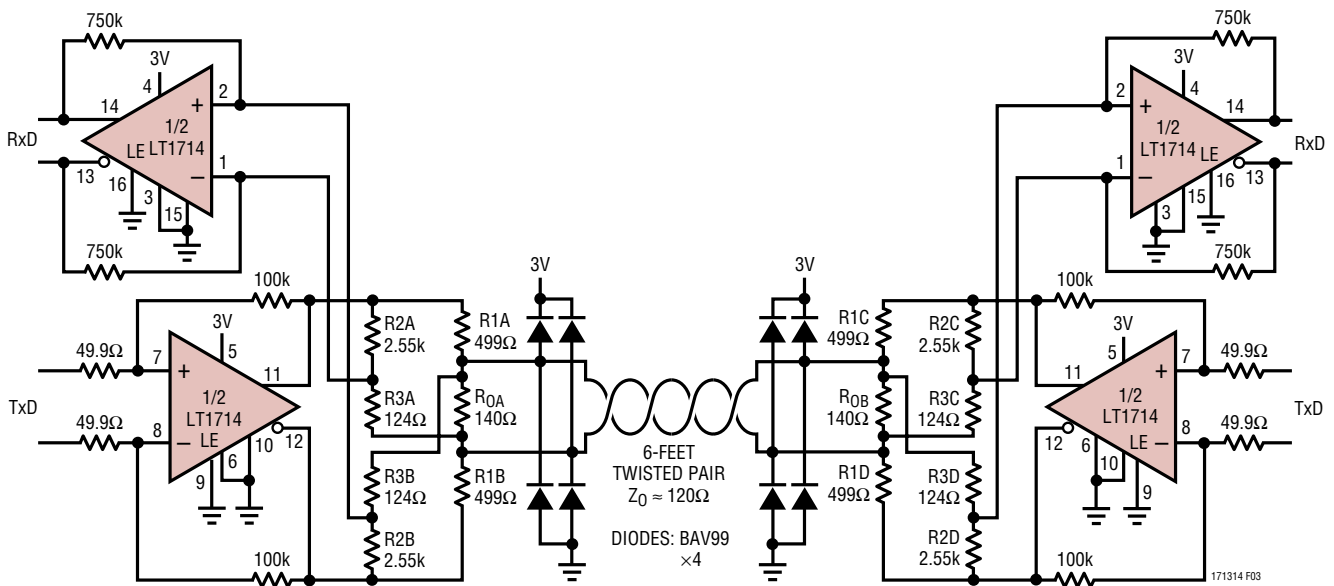 750k
3V
4
2
14
+
1/2
LT1714
LE
RxD
1
–
13
16
3
15
750k
100k
3V
5
49.9Ω
7
+
11
1/2
LT1714
TxD
49.9Ω
8
–
LE
10
12
6
9
100k
R2A
2.55k
R3A
124Ω
R3B
124Ω
R2B
2.55k
R1A
499Ω
R0A
140Ω
R1B
499Ω
3V
6-FEET
TWISTED PAIR
Z0 ≈ 120Ω
DIODES: BAV99
×4
3V
R1C
499Ω
R0B
140Ω
R1D
499Ω
R2C
2.55k
R3C
124Ω
R3D
124Ω
R2D
2.55k
750k
3V
4
2
14
+
1/2
LT1714
LE
RxD
1
–
13
16
15
3
750k
100k
3V
5
7
49.9Ω
+
11
1/2
LT1714
TxD
49.9Ω
8
–
LE
12
6
10
9
100k
171314 F03